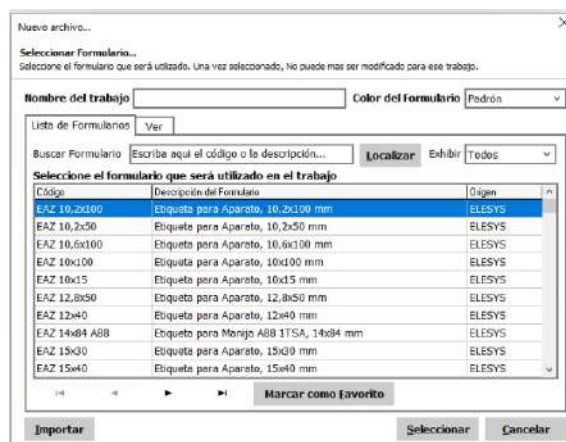 Nuevo archivo...
Seleccionar Formulario...
Seleccione el formulario que será utilizado. Una vez seleccionado, No puede mas ser modificado para ese trabajo.
Nombre del trabajo Color del Formulario Padrón
Lista de Formularios Ver
Buscar Formulario Escriba aqui el código o la descripción... Localizar Exhibir Todos
Seleccione el formulario que será utilizado en el trabajo
Código Descripción del Formulario Origen
EAZ 10,2x100 Etiqueta para Aparato, 10,2x100 mm ELESYS
EAZ 10,2x50 Etiqueta para Aparato, 10,2x50 mm ELESYS
EAZ 10,6x100 Etiqueta para Aparato, 10,6x100 mm ELESYS
EAZ 10x100 Etiqueta para Aparato, 10x100 mm ELESYS
EAZ 10x15 Etiqueta para Aparato, 10x15 mm ELESYS
EAZ 12,8x50 Etiqueta para Aparato, 12,8x50 mm ELESYS
EAZ 12x40 Etiqueta para Aparato, 12x40 mm ELESYS
EAZ 14x84 A88 Etiqueta para Manija A88 1TSA, 14x84 mm ELESYS
EAZ 15x30 Etiqueta para Aparato, 15x30 mm ELESYS
EAZ 15x40 Etiqueta para Aparato, 15x40 mm ELESYS
Marcar como Favorito
Importar Seleccionar Cancelar